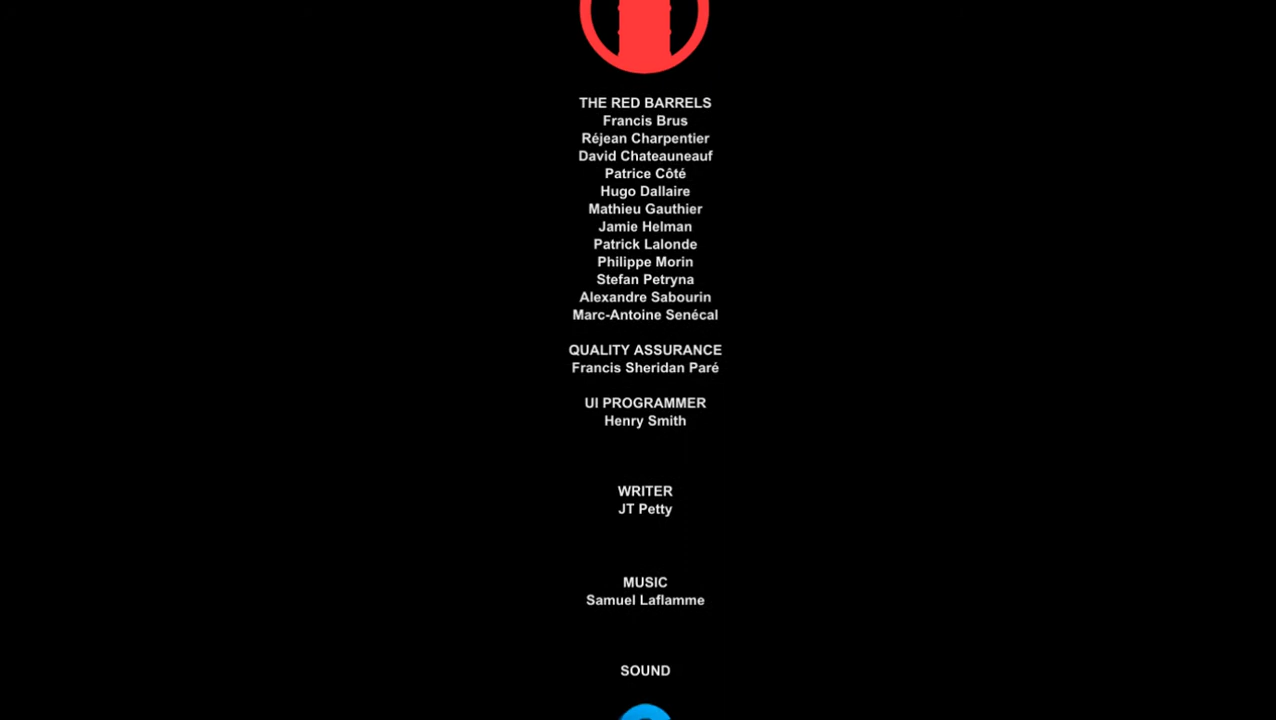 THE RED BARRELS
Francis Brus
Réjean Charpentier
David Chateauneuf
Patrice Côté
Hugo Dallaire
Mathieu Gauthier
Jamie Helman
Patrick Lalonde
Philippe Morin
Stefan Petryna
Alexandre Sabourin
Marc-Antoine Senécal
QUALITY ASSURANCE
Francis Sheridan Paré
UI PROGRAMMER
Henry Smith
WRITER
JT Petty
MUSIC
Samuel Laflamme
SOUND